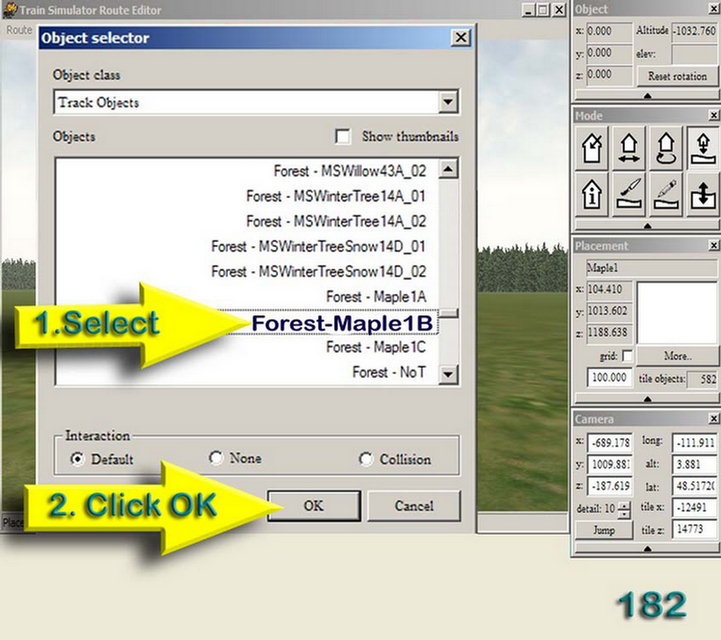 Train Simulator Route Editor
Route
Object selector
Object class
Track Objects
Objects
Show thumbnails
Forest - MSWillow43A_02
Forest - MSWinterTree14A_01
Forest - MSWinterTree14A_02
Forest - MSWinterTreeSnow14D_01
Forest - MSWinterTreeSnow14D_02
Forest - Maple1A
1.Select
Forest-Maple1B
Forest - Maple1C
Forest - NoT
Interaction
Default
None
Collision
2. Click OK
OK
Cancel
Place
Object
x: 0.000 Altitude -1032.760
y: 0.000 elev:
z: 0.000 Reset rotation
Mode
Placement
Maple1
x: 104.410
y: 1013.602
z: 1188.638
grid: More..
100.000 tile objects: 582
Camera
x: -689.178 long: -111.911
y: 1009.88 alt: 3.881
z: -187.619 lat: 48.51720
detail: 10 tile x: -12491
Jump tile z: 14773
182